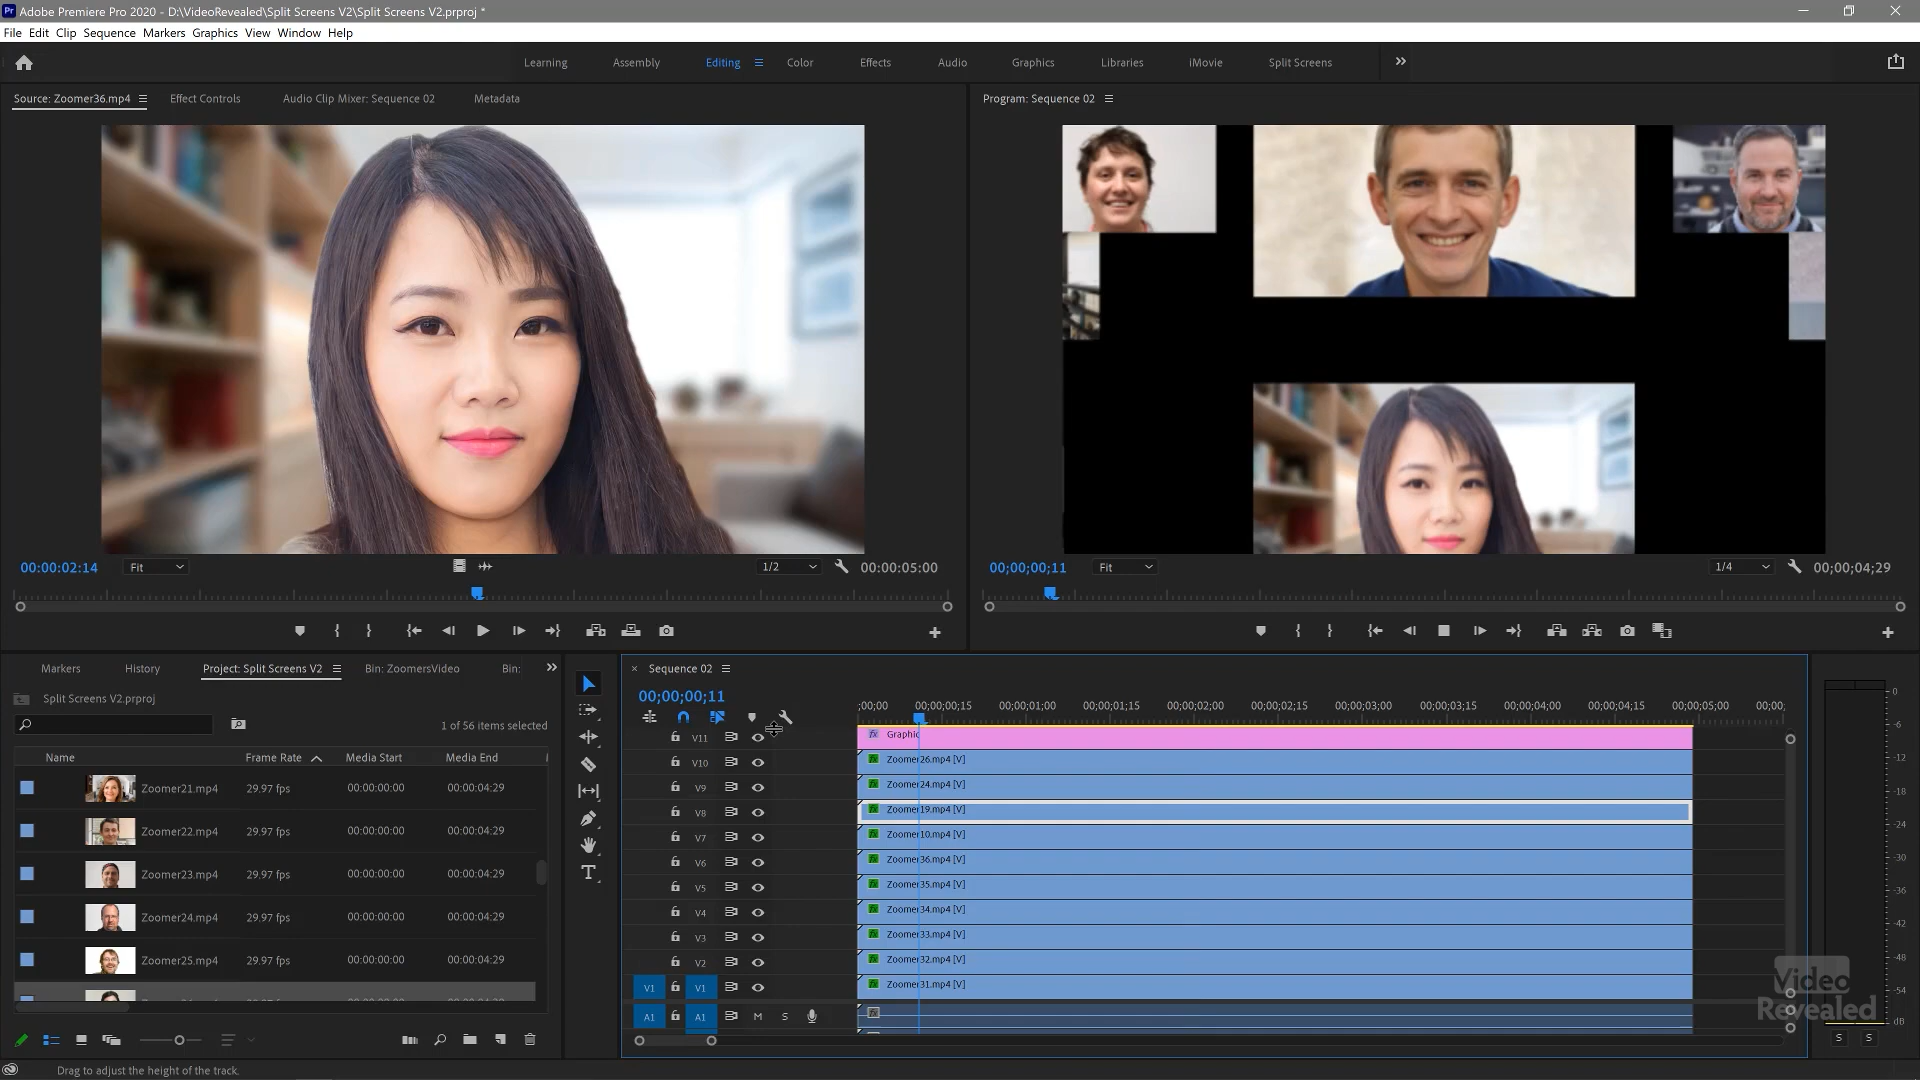 Adobe Premiere Pro 2020 - D:\VideoRevealed\Split Screens V2\Split Screens V2.prproj *
File Edit Clip Sequence Markers Graphics View Window Help
Learning Assembly Editing Color Effects Audio Graphics Libraries iMovie Split Screens
Source: Zoomer36.mp4 Effect Controls Audio Clip Mixer: Sequence 02 Metadata
Program: Sequence 02
00:00:02:14 Fit 1/2 00:00:05:00
00;00;00;11 Fit 1/4 00;00;04;29
Markers History Project: Split Screens V2 Bin: ZoomersVideo Bin:
Split Screens V2.prproj
1 of 56 items selected
Name Frame Rate Media Start Media End
Zoomer21.mp4 29.97 fps 00:00:00:00 00:00:04:29
Zoomer22.mp4 29.97 fps 00:00:00:00 00:00:04:29
Zoomer23.mp4 29.97 fps 00:00:00:00 00:00:04:29
Zoomer24.mp4 29.97 fps 00:00:00:00 00:00:04:29
Zoomer25.mp4 29.97 fps 00:00:00:00 00:00:04:29
Sequence 02
00;00;00;11
;00;00 00;00;00;15 00;00;01;00 00;00;01;15 00;00;02;00 00;00;02;15 00;00;03;00 00;00;03;15 00;00;04;00 00;00;04;15 00;00;05;00 00;00;
V11 Graphic
V10 Zoomer26.mp4 [V]
V9 Zoomer24.mp4 [V]
V8 Zoomer19.mp4 [V]
V7 Zoomer10.mp4 [V]
V6 Zoomer36.mp4 [V]
V5 Zoomer35.mp4 [V]
V4 Zoomer34.mp4 [V]
V3 Zoomer33.mp4 [V]
V2 Zoomer32.mp4 [V]
V1 V1 Zoomer31.mp4 [V]
A1 A1 M S
0
-6
-12
-18
-24
-30
-36
-42
-48
-54
dB
S S
Video
Revealed
Drag to adjust the height of the track.